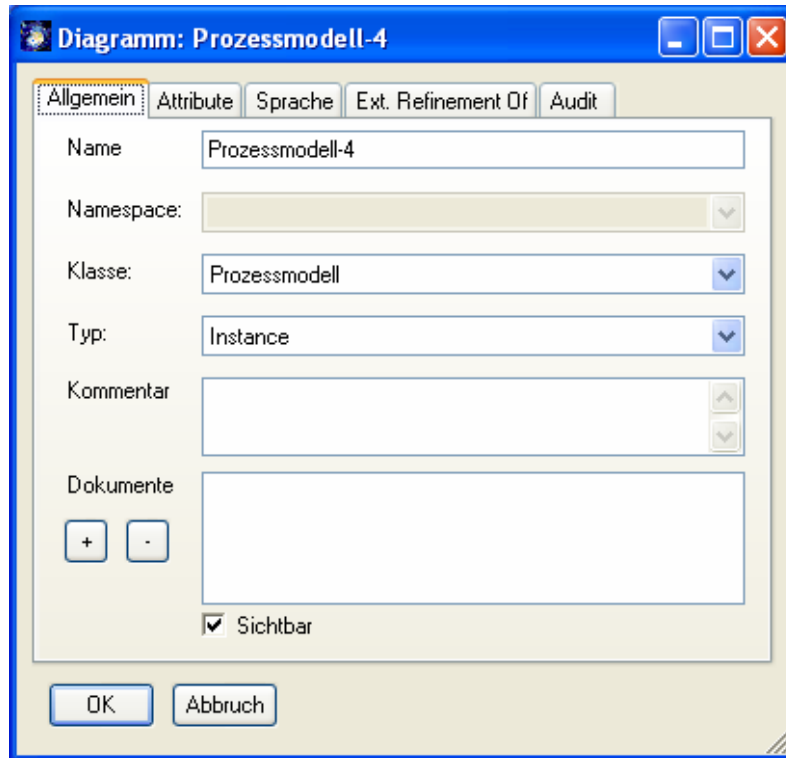 Diagramm: Prozessmodell-4
Allgemein Attribute Sprache Ext. Refinement Of Audit
Name Prozessmodell-4
Namespace:
Klasse: Prozessmodell
Typ: Instance
Kommentar
Dokumente
+ -
Sichtbar
OK Abbruch